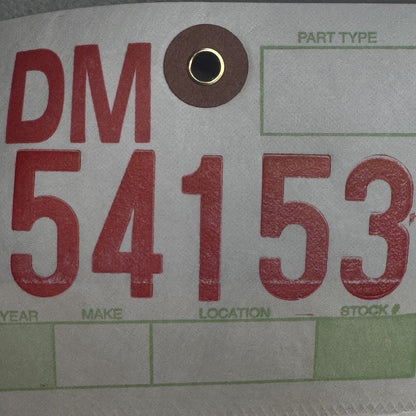 DM
PART TYPE
54153
YEAR MAKE LOCATION STOCK #